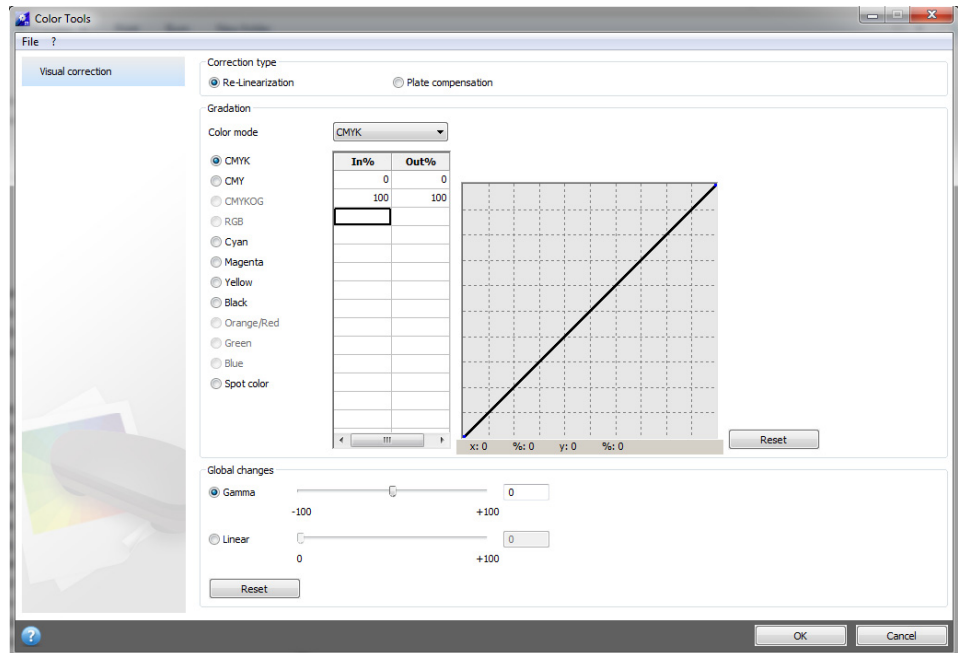 Color Tools
File ?
Visual correction
Correction type
Re-Linearization Plate compensation
Gradation
Color mode CMYK
CMYK
CMY
CMYKOG
RGB
Cyan
Magenta
Yellow
Black
Orange/Red
Green
Blue
Spot color
In% Out%
0 0
100 100
x: 0 %: 0 y: 0 %: 0
Reset
Global changes
Gamma 0
-100 +100
Linear 0
0 +100
Reset
? OK Cancel